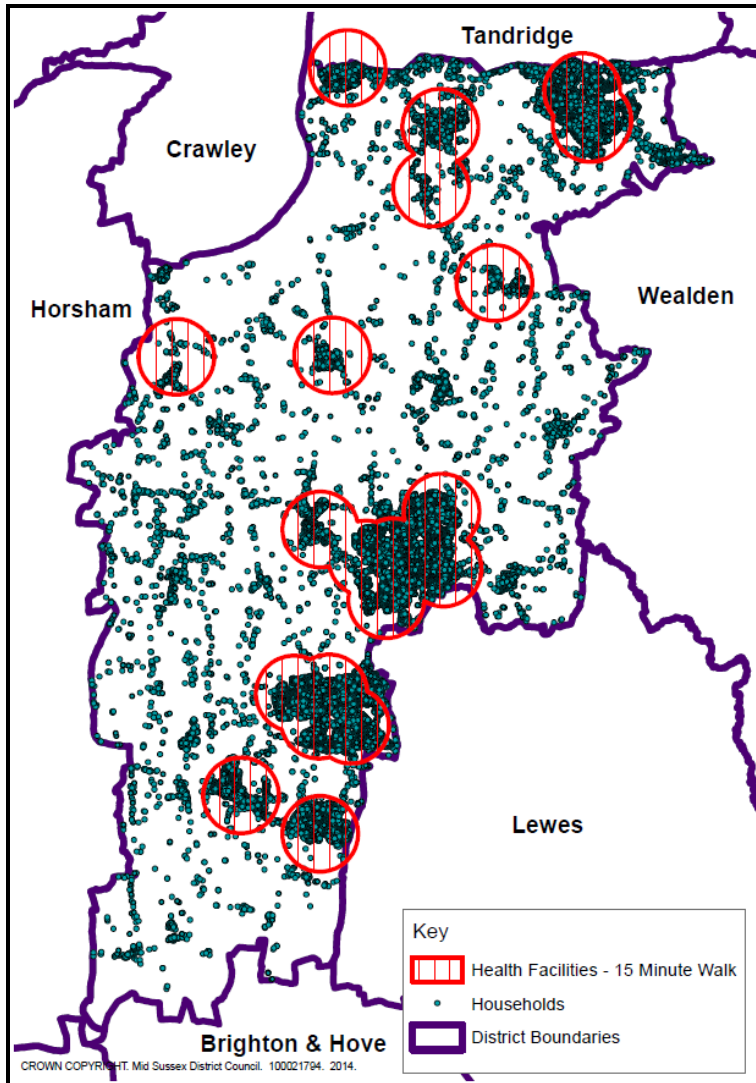 Tandridge
Crawley
Horsham
Wealden
Lewes
Key
Health Facilities - 15 Minute Walk
Households
District Boundaries
Brighton & Hove
CROWN COPYRIGHT. Mid Sussex District Council. 100021794. 2014.